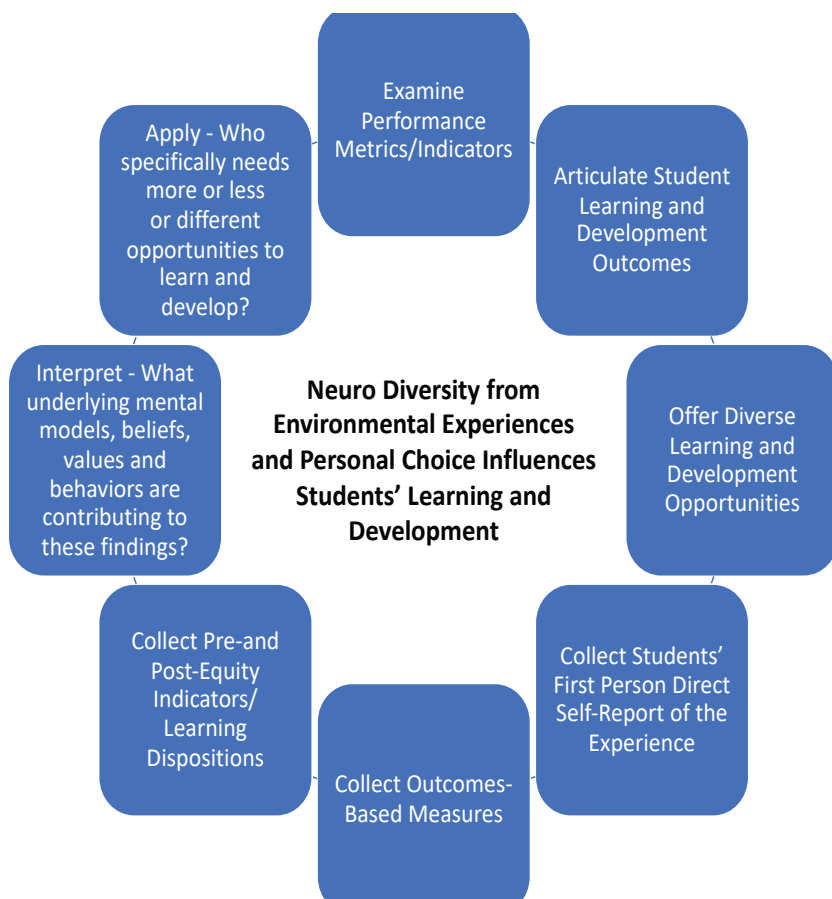 Examine
Performance
Metrics/Indicators
Articulate Student
Learning and
Development
Outcomes
Offer Diverse
Learning and
Development
Opportunities
Collect Students’
First Person Direct
Self-Report of the
Experience
Collect Outcomes-
Based Measures
Collect Pre-and
Post-Equity
Indicators/
Learning
Dispositions
Interpret - What
underlying mental
models, beliefs,
values and
behaviors are
contributing to
these findings?
Apply - Who
specifically needs
more or less
or different
opportunities to
learn and
develop?
Neuro Diversity from
Environmental Experiences
and Personal Choice Influences
Students’ Learning and
Development